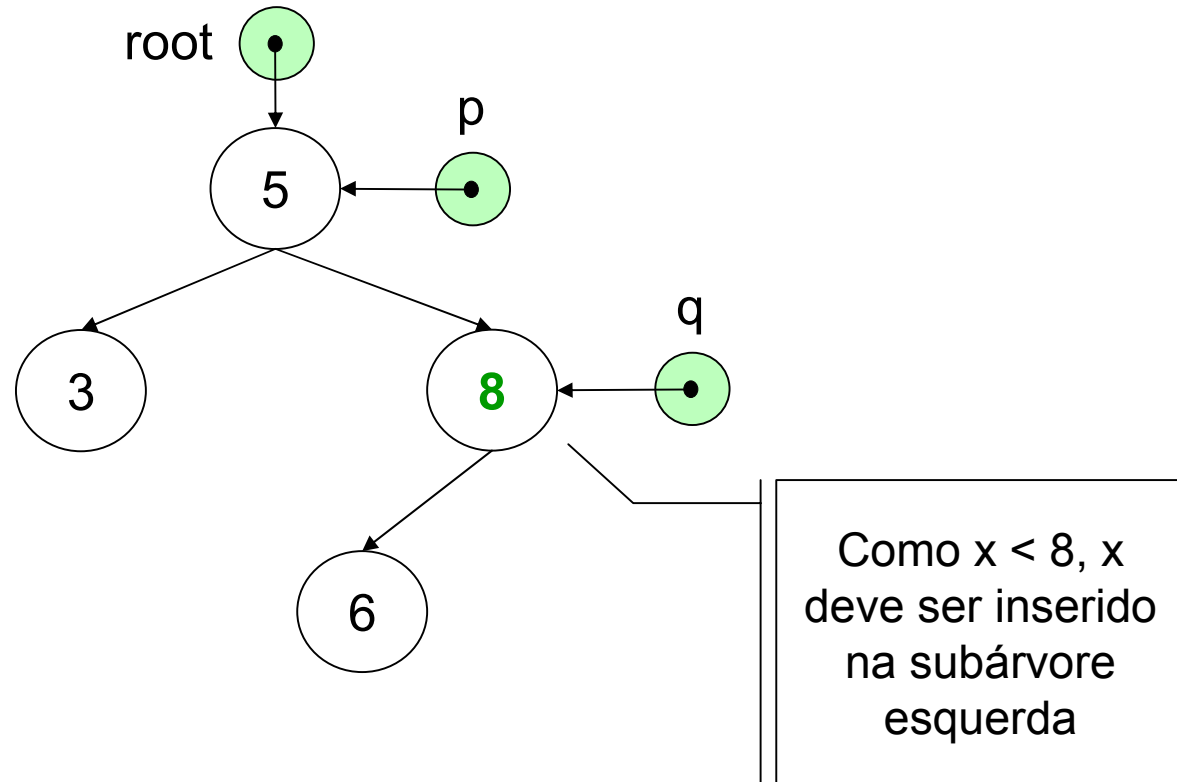 root
p
5
q
3
8
6
Como x < 8, x
deve ser inserido
na subárvore
esquerda